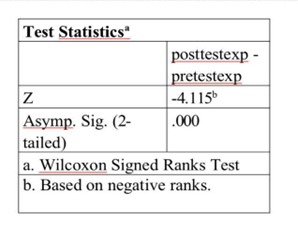 Test Statisticsᵃ
posttestexp -
pretestexp
Z -4.115ᵇ
Asymp. Sig. (2- .000
tailed)
a. Wilcoxon Signed Ranks Test
b. Based on negative ranks.